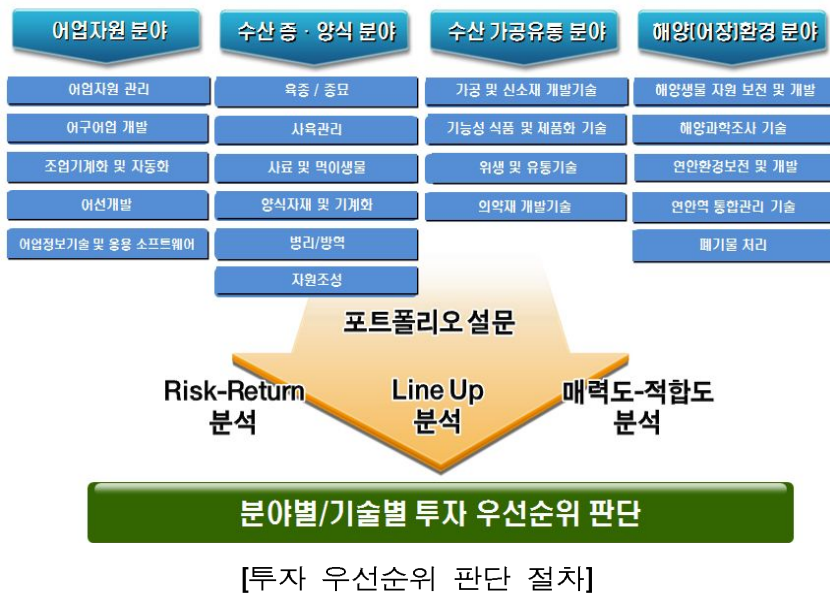 어업자원 분야
어업자원 관리
어구어업 개발
조업기계화 및 자동화
어선개발
어업정보기술 및 응용 소프트웨어
수산 종 · 양식 분야
육종 / 종묘
사육관리
사료 및 먹이생물
양식자재 및 기계화
병리/방역
자원조성
수산 가공유통 분야
가공 및 신소재 개발기술
기능성 식품 및 제품화 기술
위생 및 유통기술
의약재 개발기술
해양(어장)환경 분야
해양생물 자원 보전 및 개발
해양과학조사 기술
연안환경보전 및 개발
연안역 통합관리 기술
폐기물 처리
포트폴리오 설문
Risk-Return
분석
Line Up
분석
매력도-적합도
분석
분야별/기술별 투자 우선순위 판단
[투자 우선순위 판단 절차]